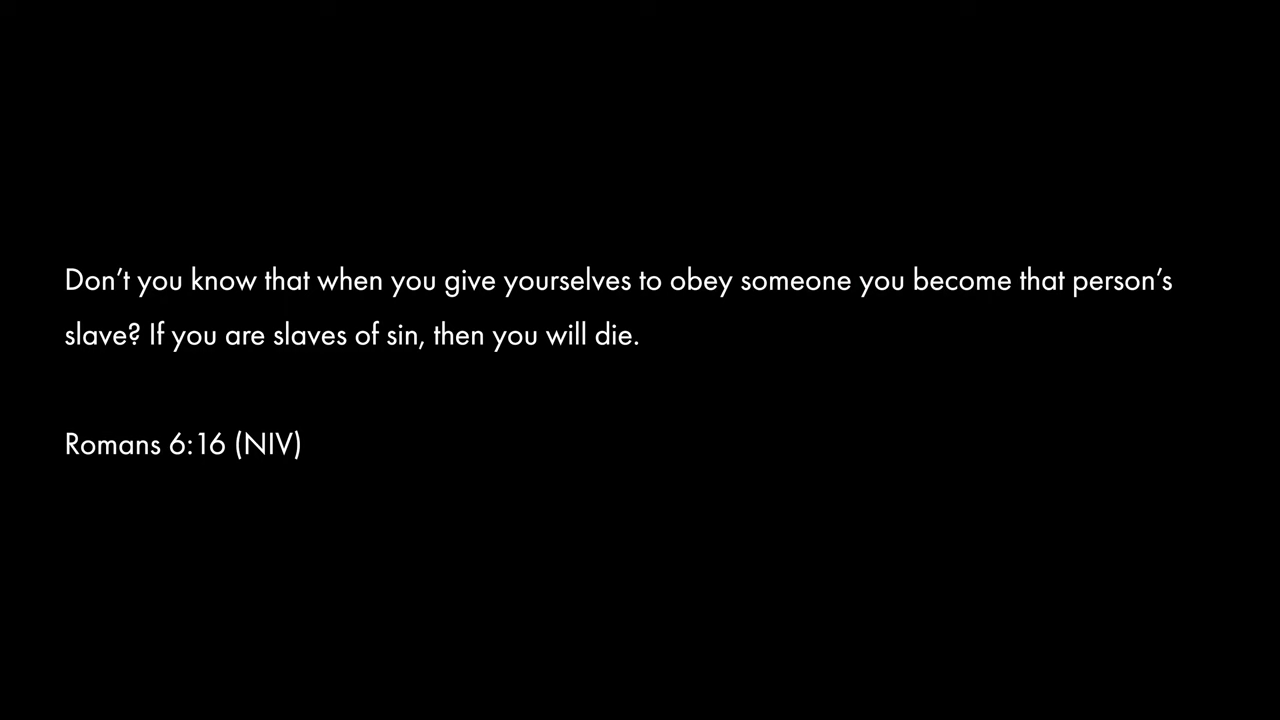 Don’t you know that when you give yourselves to obey someone you become that person’s
slave? If you are slaves of sin, then you will die.
Romans 6:16 (NIV)